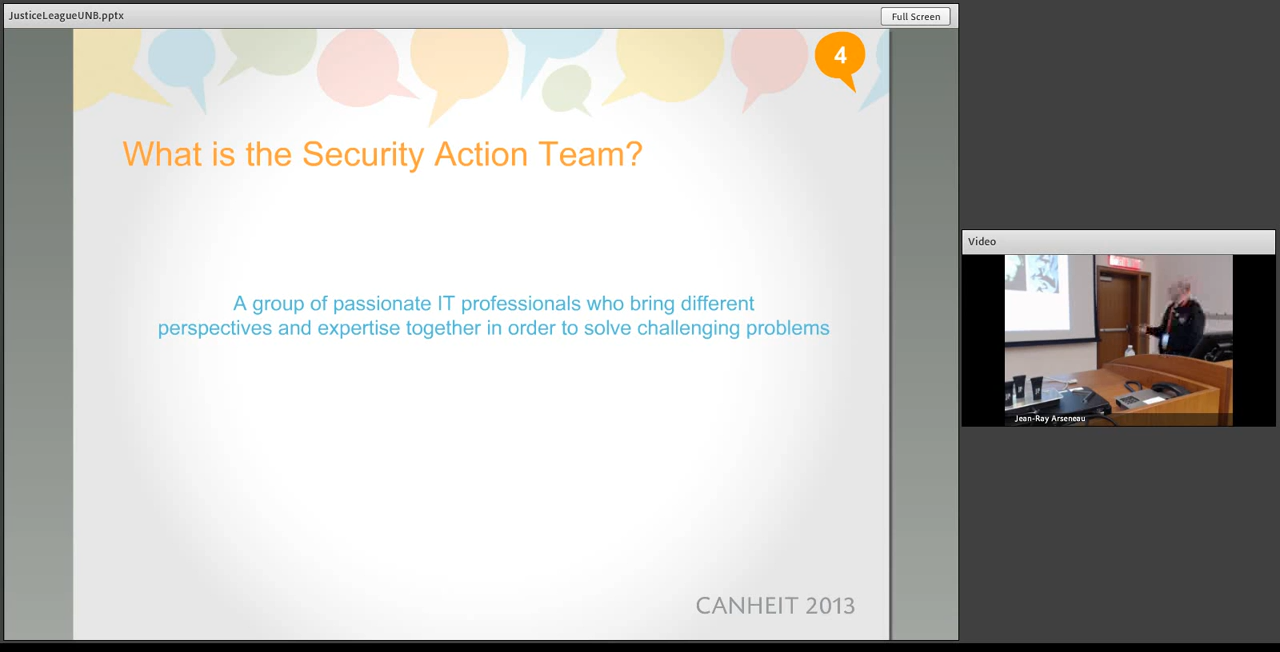 JusticeLeagueUNB.pptx
Full Screen
4
What is the Security Action Team?
A group of passionate IT professionals who bring different
perspectives and expertise together in order to solve challenging problems
CANHEIT 2013
Video
Jean-Ray Arseneau